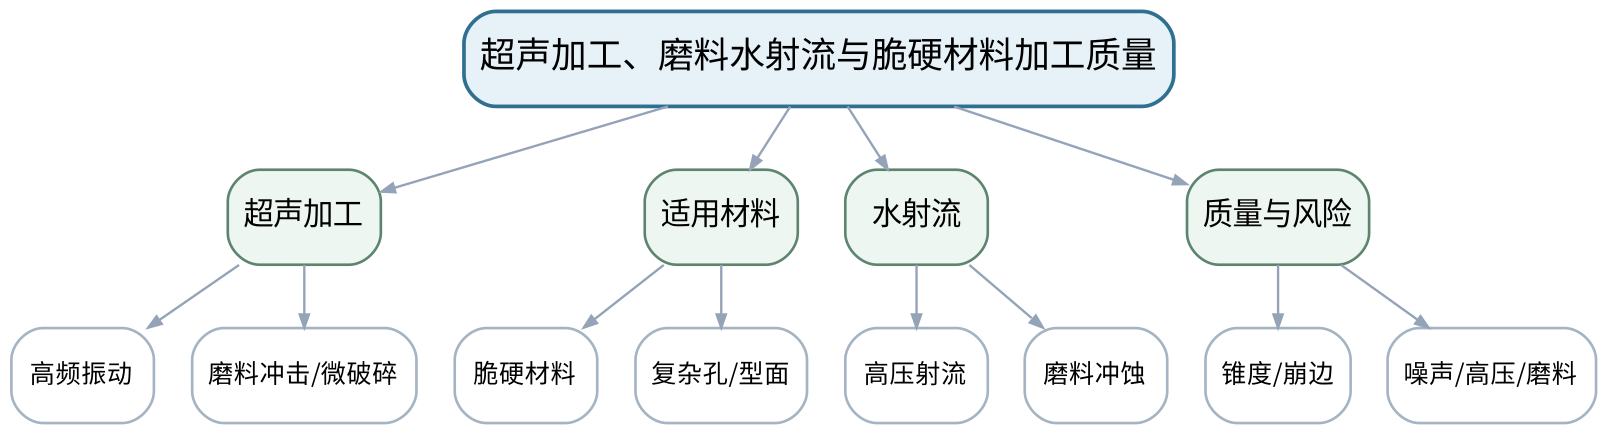 超声加工、磨料水射流与脆硬材料加工质量
超声加工
适用材料
水射流
质量与风险
高频振动
磨料冲击/微破碎
脆硬材料
复杂孔/型面
高压射流
磨料冲蚀
锥度/崩边
噪声/高压/磨料